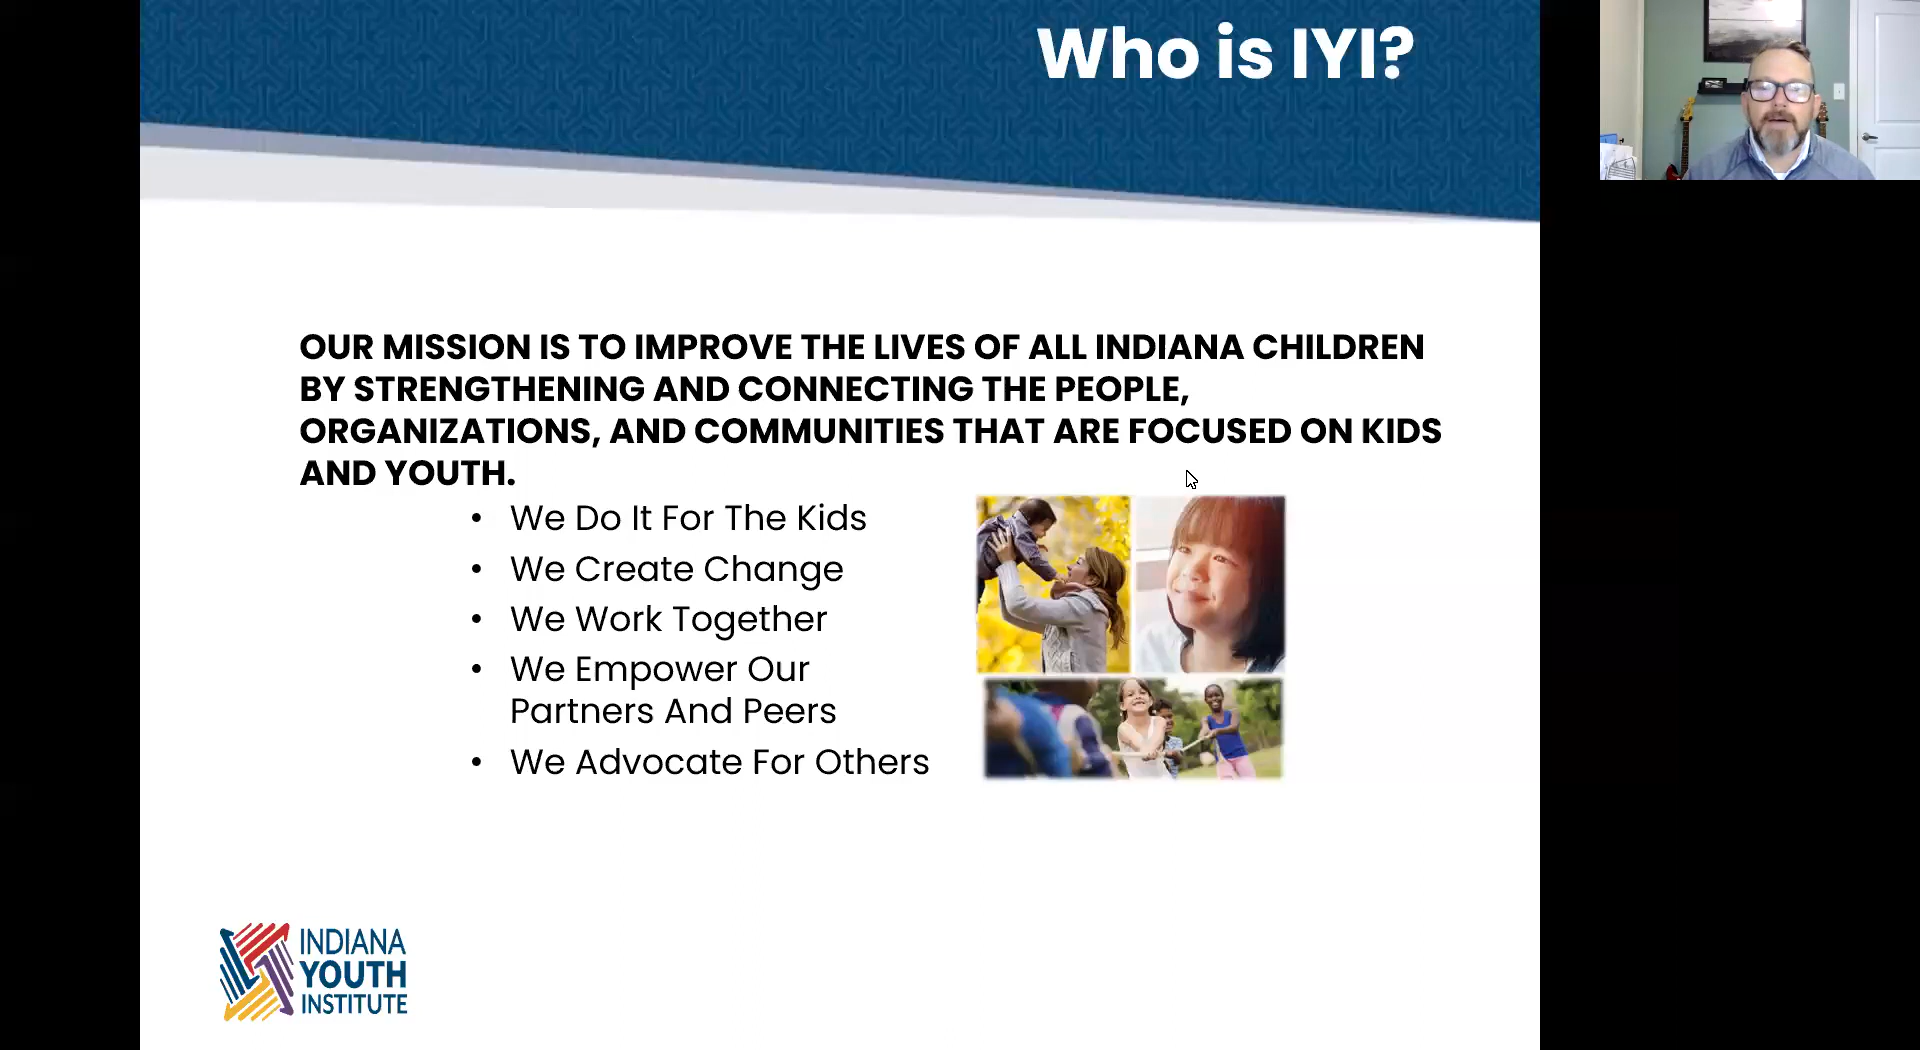 Who is IYI?
OUR MISSION IS TO IMPROVE THE LIVES OF ALL INDIANA CHILDREN
BY STRENGTHENING AND CONNECTING THE PEOPLE,
ORGANIZATIONS, AND COMMUNITIES THAT ARE FOCUSED ON KIDS
AND YOUTH.
• We Do It For The Kids
• We Create Change
• We Work Together
• We Empower Our
Partners And Peers
• We Advocate For Others
INDIANA
YOUTH
INSTITUTE